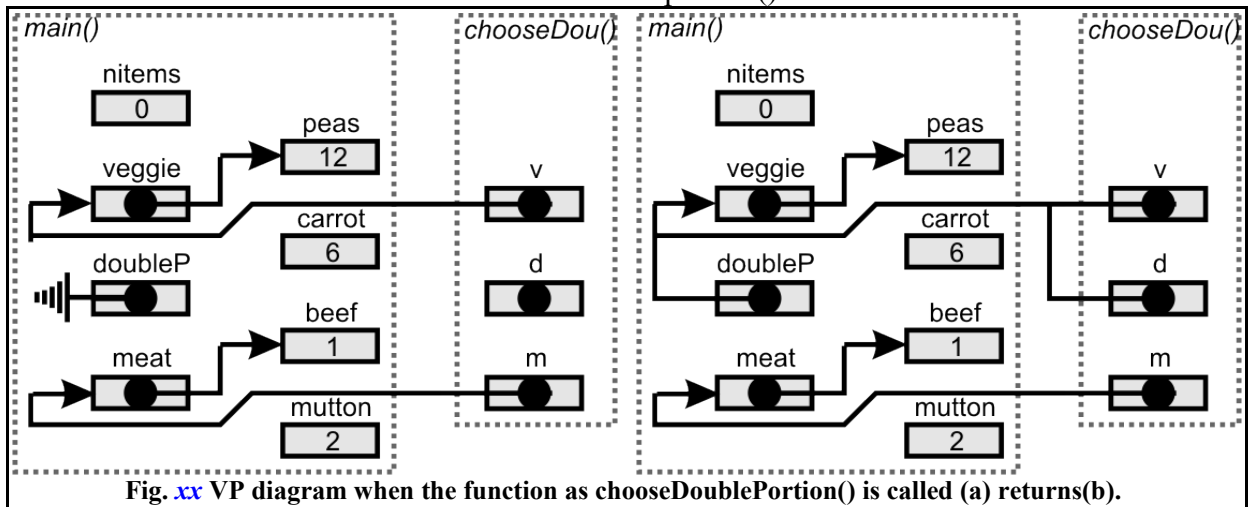 main()
chooseDou()
nitems
0
peas
12
veggie
v
carrot
6
doubleP
d
beef
1
meat
m
mutton
2
main()
chooseDou()
nitems
0
peas
12
veggie
v
carrot
6
doubleP
d
beef
1
meat
m
mutton
2
Fig. xx VP diagram when the function as chooseDoublePortion() is called (a) returns(b).